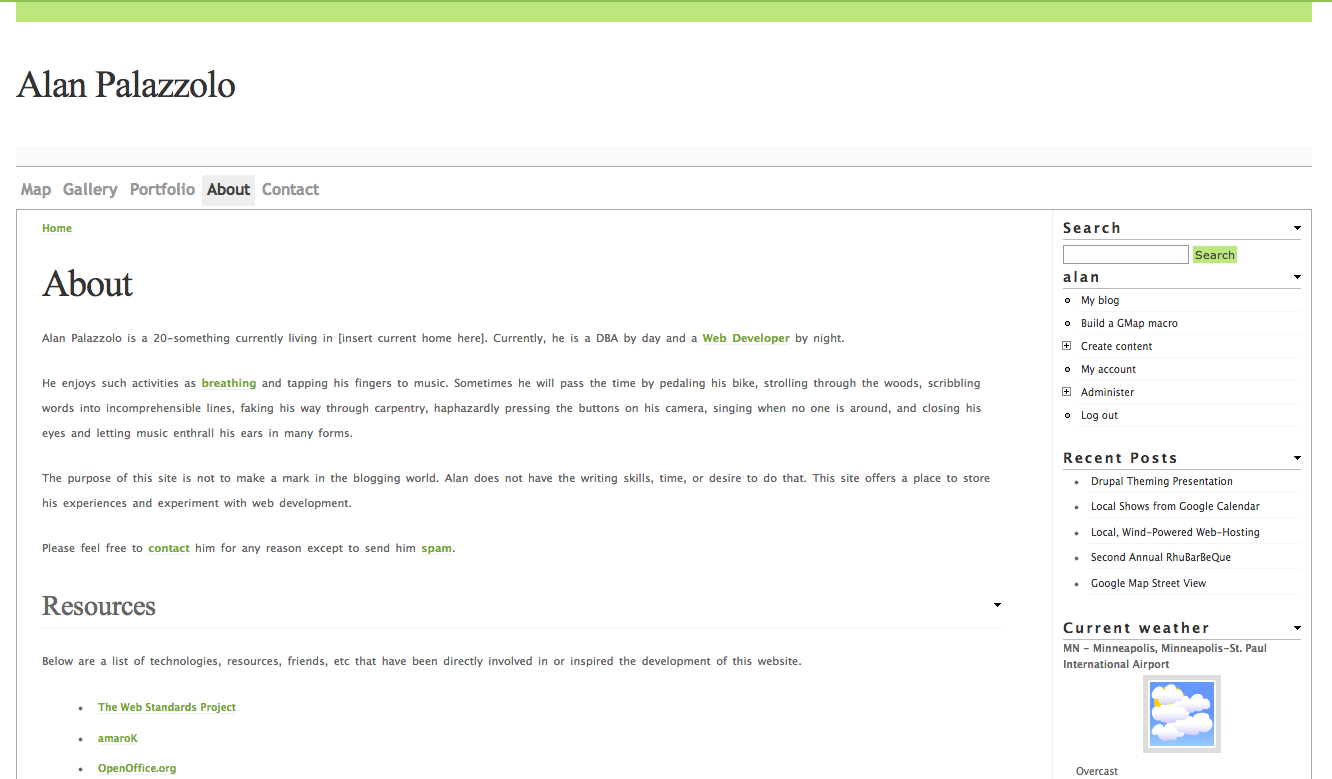 Alan Palazzolo
Map Gallery Portfolio About Contact
Home
About
Alan Palazzolo is a 20-something currently living in [insert current home here]. Currently, he is a DBA by day and a Web Developer by night.
He enjoys such activities as breathing and tapping his fingers to music. Sometimes he will pass the time by pedaling his bike, strolling through the woods, scribbling
words into incomprehensible lines, faking his way through carpentry, haphazardly pressing the buttons on his camera, singing when no one is around, and closing his
eyes and letting music enthrall his ears in many forms.
The purpose of this site is not to make a mark in the blogging world. Alan does not have the writing skills, time, or desire to do that. This site offers a place to store
his experiences and experiment with web development.
Please feel free to contact him for any reason except to send him spam.
Resources
Below are a list of technologies, resources, friends, etc that have been directly involved in or inspired the development of this website.
The Web Standards Project
amaroK
OpenOffice.org
Search
Search
alan
My blog
Build a GMap macro
Create content
My account
Administer
Log out
Recent Posts
Drupal Theming Presentation
Local Shows from Google Calendar
Local, Wind-Powered Web-Hosting
Second Annual RhuBarBeQue
Google Map Street View
Current weather
MN - Minneapolis, Minneapolis-St. Paul
International Airport
Overcast